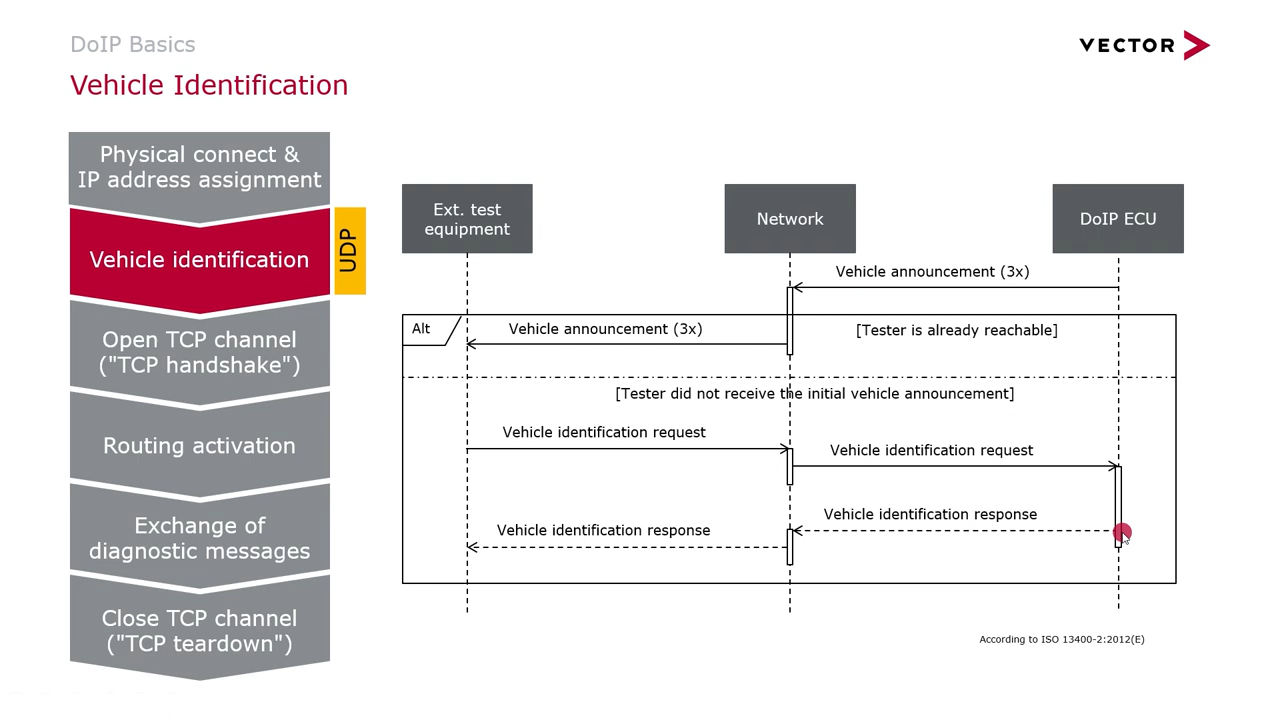 DoIP Basics
VECTOR
Vehicle Identification
Physical connect &
IP address assignment
Vehicle identification
UDP
Open TCP channel
("TCP handshake")
Routing activation
Exchange of
diagnostic messages
Close TCP channel
("TCP teardown")
Ext. test
equipment
Network
DoIP ECU
Vehicle announcement (3x)
Alt
Vehicle announcement (3x)
[Tester is already reachable]
[Tester did not receive the initial vehicle announcement]
Vehicle identification request
Vehicle identification request
Vehicle identification response
Vehicle identification response
According to ISO 13400-2:2012(E)